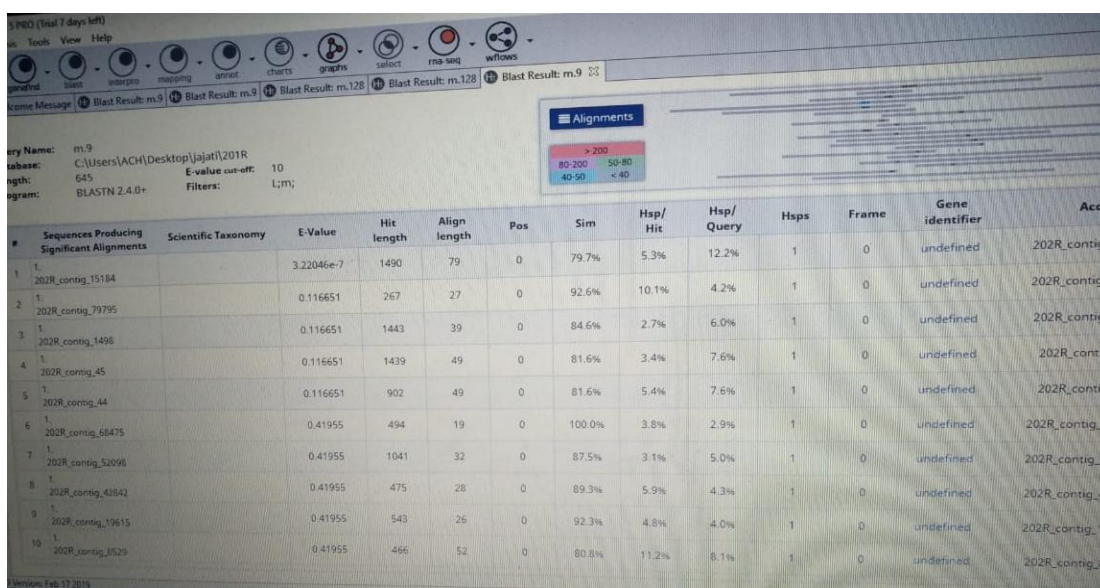 5 PRO (Trial 7 days left)
Tools View Help
blast interpro mapping annot charts graphs select rna-seq wflows
come Message Blast Result: m.9 Blast Result: m.9 Blast Result: m.128 Blast Result: m.128 Blast Result: m.9
ery Name: m.9
tabase: C:\Users\ACH\Desktop\jajati\201R
ngth: 645 E-value cut-off: 10
ogram: BLASTN 2.4.0+ Filters: L;m;
Alignments
> 200
80-200 50-80
40-50 < 40
# Sequences Producing Significant Alignments Scientific Taxonomy E-Value Hit length Align length Pos Sim Hsp/Hit Hsp/Query Hsps Frame Gene identifier Acc
1 1. 202R_contig_15184 3.22046e-7 1490 79 0 79.7% 5.3% 12.2% 1 0 undefined 202R_contig
2 1. 202R_contig_79795 0.116651 267 27 0 92.6% 10.1% 4.2% 1 0 undefined 202R_contig
3 1. 202R_contig_1498 0.116651 1443 39 0 84.6% 2.7% 6.0% 1 0 undefined 202R_contig
4 1. 202R_contig_45 0.116651 1439 49 0 81.6% 3.4% 7.6% 1 0 undefined 202R_cont
5 1. 202R_contig_44 0.116651 902 49 0 81.6% 5.4% 7.6% 1 0 undefined 202R_conti
6 1. 202R_contig_68475 0.41955 494 19 0 100.0% 3.8% 2.9% 1 0 undefined 202R_contig_
7 1. 202R_contig_52098 0.41955 1041 32 0 87.5% 3.1% 5.0% 1 0 undefined 202R_contig_
8 1. 202R_contig_42842 0.41955 475 28 0 89.3% 5.9% 4.3% 1 0 undefined 202R_contig_
9 1. 202R_contig_19615 0.41955 543 26 0 92.3% 4.8% 4.0% 1 0 undefined 202R_contig_
10 1. 202R_contig_8529 0.41955 466 52 0 80.8% 11.2% 8.1% 1 0 undefined 202R_contig_
Version: Feb 17 2019